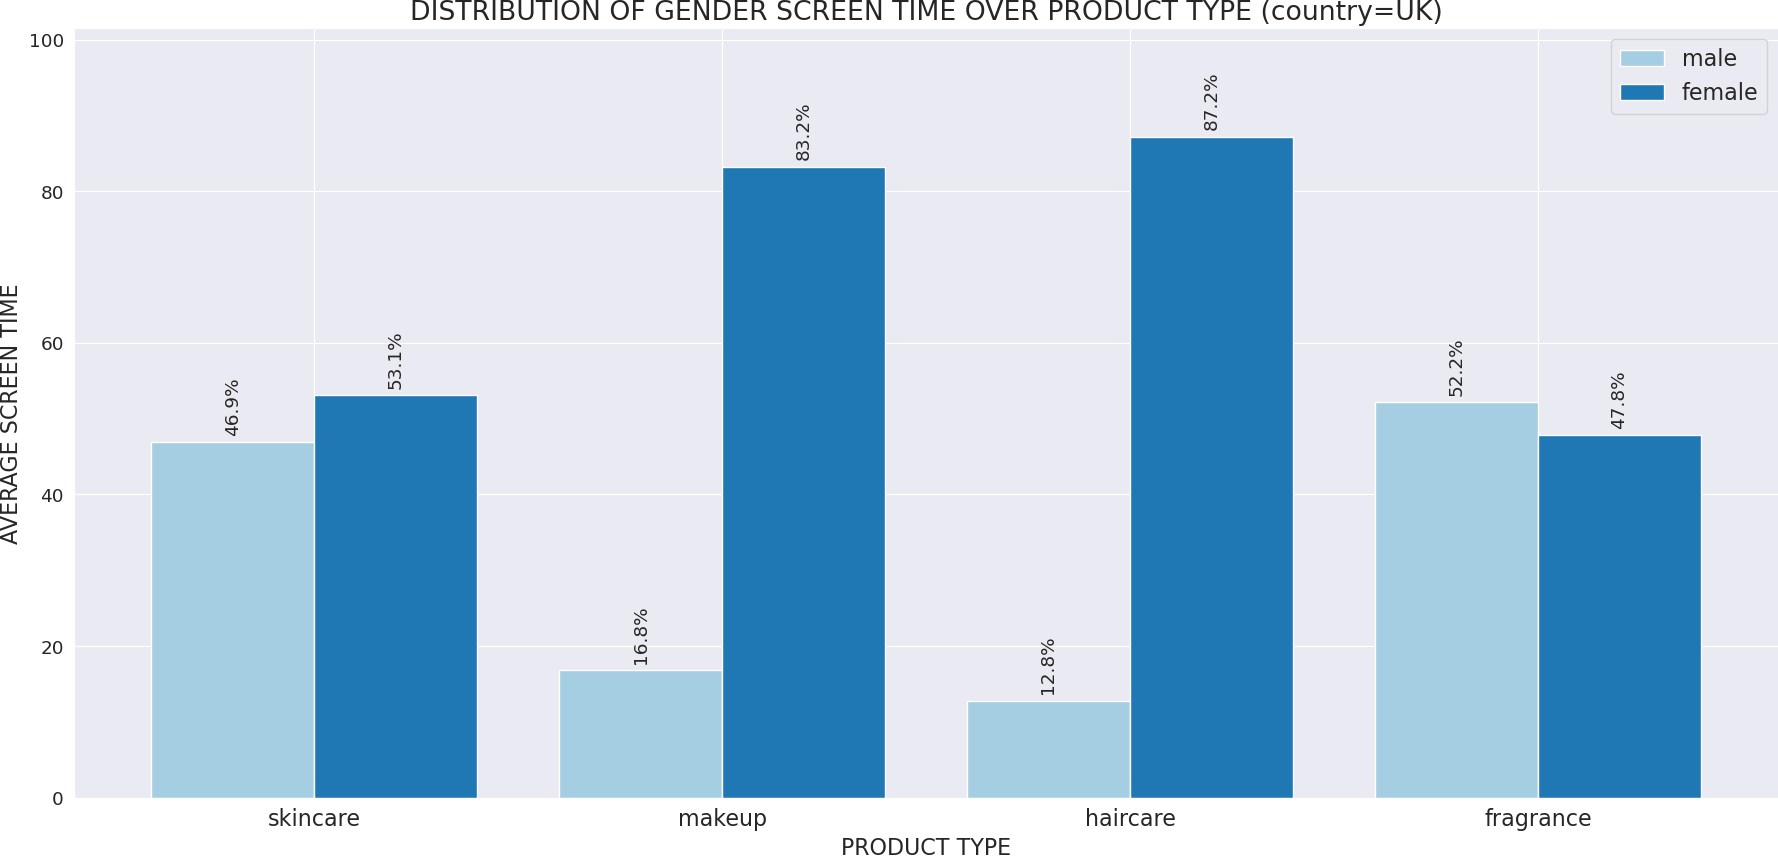 DISTRIBUTION OF GENDER SCREEN TIME OVER PRODUCT TYPE (country=UK)
male
female
AVERAGE SCREEN TIME
100
80
60
40
20
0
46.9%
53.1%
16.8%
83.2%
12.8%
87.2%
52.2%
47.8%
skincare
makeup
haircare
fragrance
PRODUCT TYPE